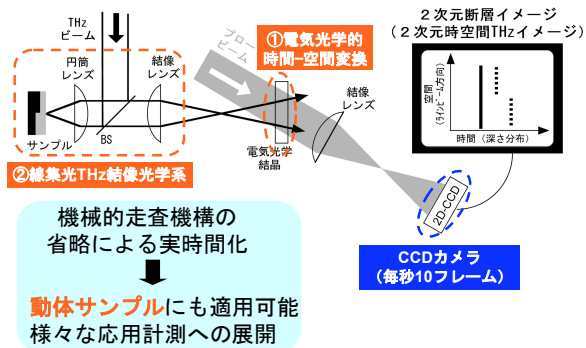 THz
ビーム
円筒
レンズ
結像
レンズ
サンプル
BS
②線集光THz結像光学系
①電気光学的
時間−空間変換
プローブ
ビーム
電気光学
結晶
結像
レンズ
2次元断層イメージ
(2次元時空間THzイメージ)
空間
(ラインビーム方向)
時間(深さ分布)
2D-CCD
CCDカメラ
(毎秒10フレーム)
機械的走査機構の
省略による実時間化
動体サンプルにも適用可能
様々な応用計測への展開